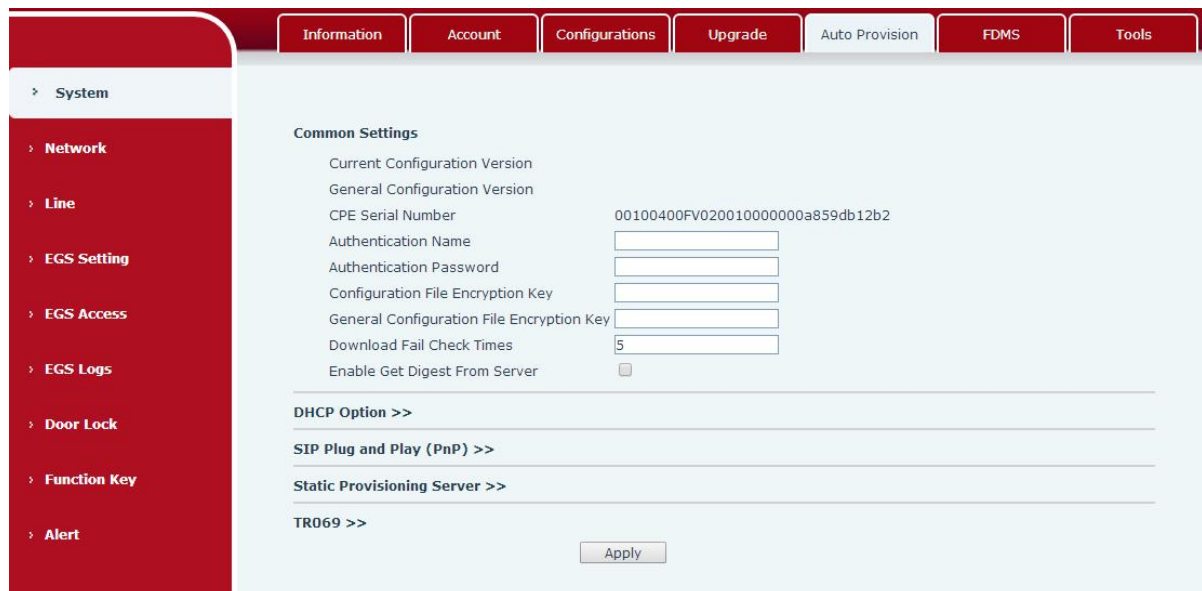 Information Account Configurations Upgrade Auto Provision FDMS Tools
› System
› Network
› Line
› EGS Setting
› EGS Access
› EGS Logs
› Door Lock
› Function Key
› Alert
Common Settings
Current Configuration Version
General Configuration Version
CPE Serial Number 00100400FV020010000000a859db12b2
Authentication Name
Authentication Password
Configuration File Encryption Key
General Configuration File Encryption Key
Download Fail Check Times 5
Enable Get Digest From Server
DHCP Option >>
SIP Plug and Play (PnP) >>
Static Provisioning Server >>
TR069 >>
Apply